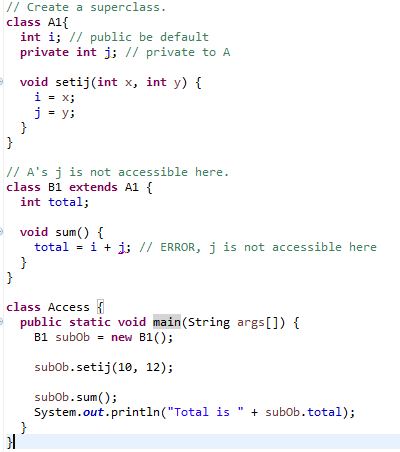 // Create a superclass.
class A1{
  int i; // public be default
  private int j; // private to A
  void setij(int x, int y) {
    i = x;
    j = y;
  }
}
// A's j is not accessible here.
class B1 extends A1 {
  int total;
  void sum() {
    total = i + j; // ERROR, j is not accessible here
  }
}
class Access {
  public static void main(String args[]) {
    B1 subOb = new B1();
    subOb.setij(10, 12);
    subOb.sum();
    System.out.println("Total is " + subOb.total);
  }
}